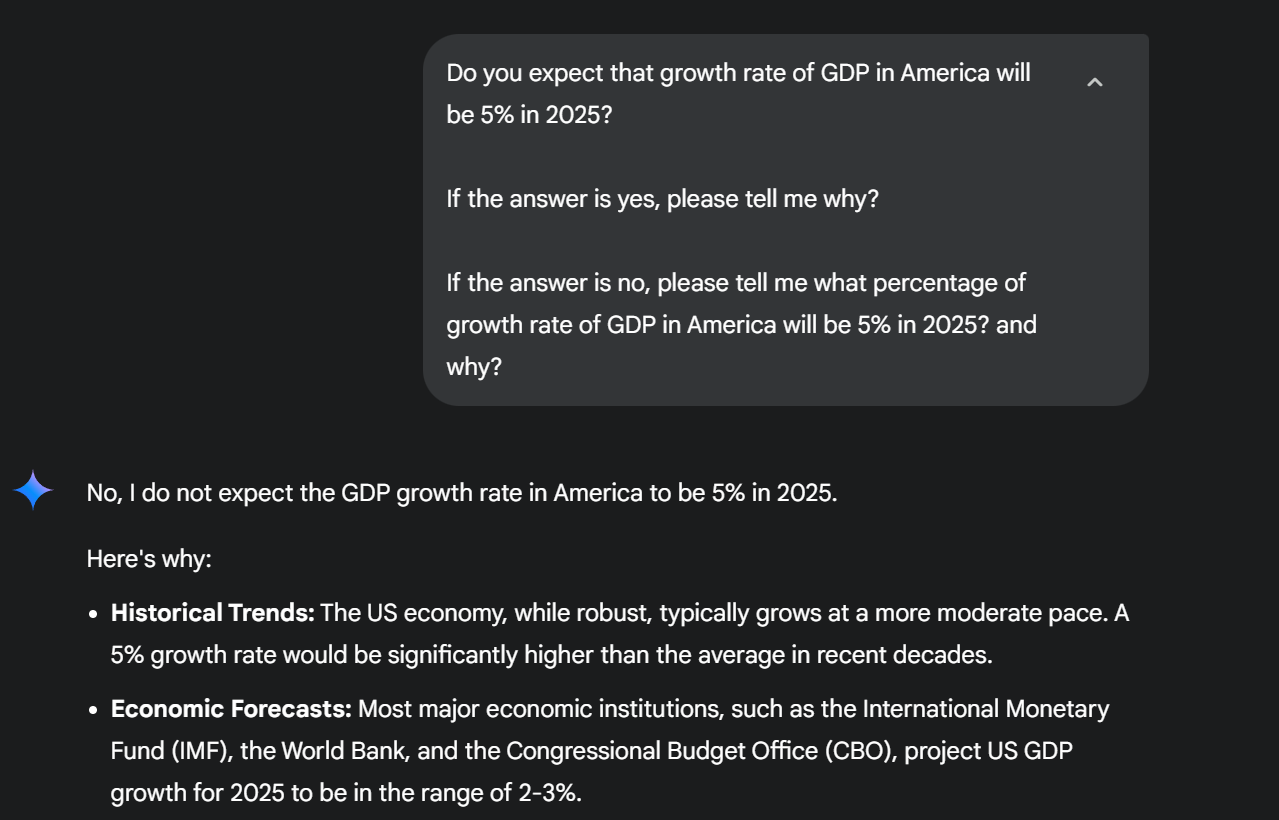 Do you expect that growth rate of GDP in America will
be 5% in 2025?
If the answer is yes, please tell me why?
If the answer is no, please tell me what percentage of
growth rate of GDP in America will be 5% in 2025? and
why?
No, I do not expect the GDP growth rate in America to be 5% in 2025.
Here's why:
• Historical Trends: The US economy, while robust, typically grows at a more moderate pace. A
5% growth rate would be significantly higher than the average in recent decades.
• Economic Forecasts: Most major economic institutions, such as the International Monetary
Fund (IMF), the World Bank, and the Congressional Budget Office (CBO), project US GDP
growth for 2025 to be in the range of 2-3%.